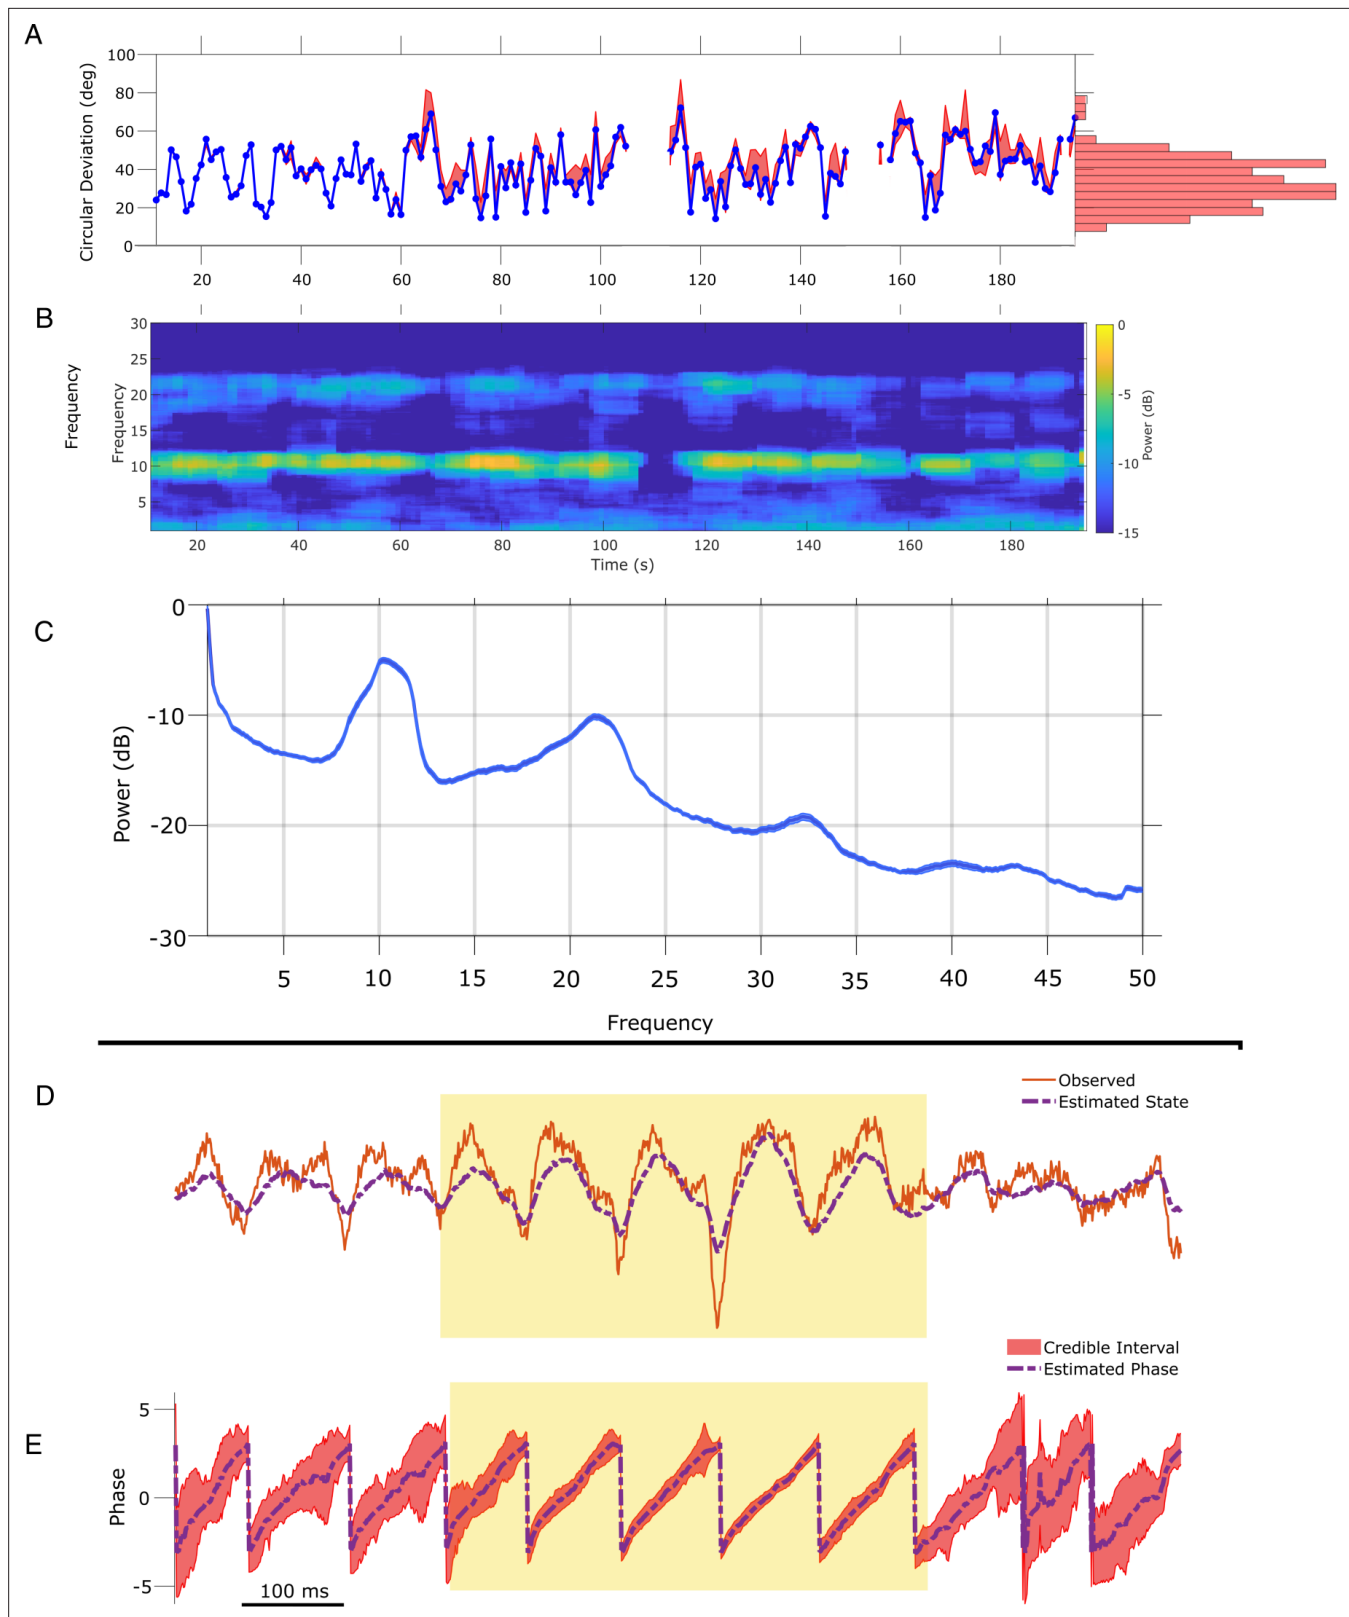 A
Circular Deviation (deg)
100
80
60
40
20
0
20 40 60 80 100 120 140 160 180
B
Frequency
Frequency
30
25
20
15
10
5
20 40 60 80 100 120 140 160 180
Time (s)
0
-5
-10
-15
Power (dB)
C
Power (dB)
0
-10
-20
-30
5 10 15 20 25 30 35 40 45 50
Frequency
D
Observed
Estimated State
Credible Interval
Estimated Phase
E
Phase
5
0
-5
100 ms